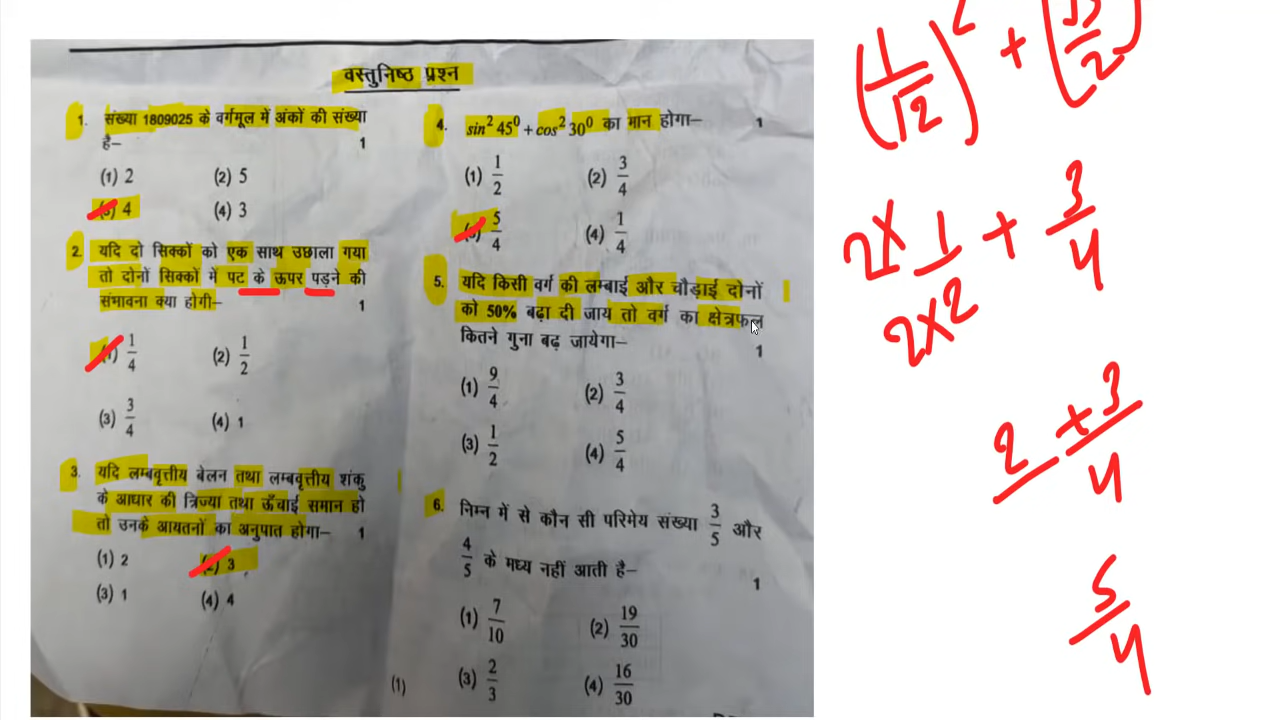 वस्तुनिष्ठ प्रश्न
1. संख्या 1809025 के वर्गमूल में अंकों की संख्या
है– 1
(1) 2 (2) 5
(3) 4 (4) 3
2. यदि दो सिक्कों को एक साथ उछाला गया
तो दोनों सिक्कों में पट के ऊपर पड़ने की
संभावना क्या होगी– 1
(1) 1/4 (2) 1/2
(3) 3/4 (4) 1
3. यदि लम्बवृत्तीय बेलन तथा लम्बवृत्तीय शंकु
के आधार की त्रिज्या तथा ऊँचाई समान हो
तो उनके आयतनों का अनुपात होगा– 1
(1) 2 (2) 3
(3) 1 (4) 4
4. sin² 45⁰ + cos² 30⁰ का मान होगा– 1
(1) 1/2 (2) 3/4
(3) 5/4 (4) 1/4
5. यदि किसी वर्ग की लम्बाई और चौड़ाई दोनों
को 50% बढ़ा दी जाय तो वर्ग का क्षेत्रफल
कितने गुना बढ़ जायेगा– 1
(1) 9/4 (2) 3/4
(3) 1/2 (4) 5/4
6. निम्न में से कौन सी परिमेय संख्या 3/5 और
4/5 के मध्य नहीं आती है– 1
(1) 7/10 (2) 19/30
(3) 2/3 (4) 16/30
(1)
(1/√2)² + (√3/2)
2×1/2×2 + 3/4
2+3/4
5/4